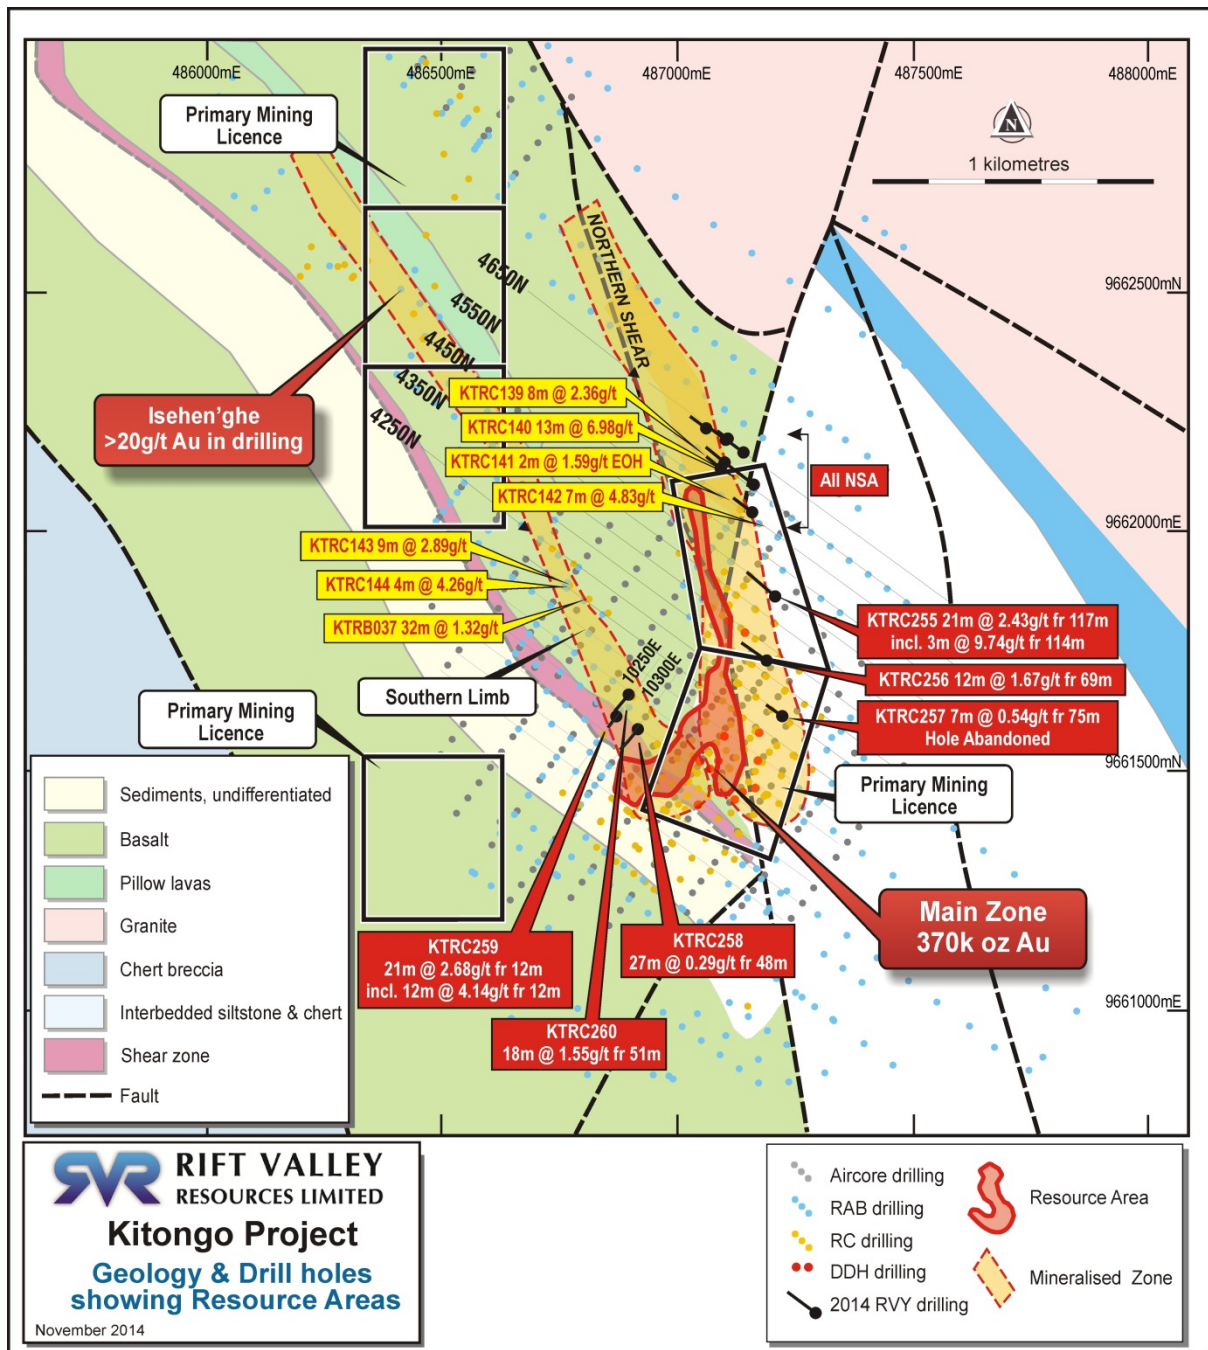 486000mE
486500mE
487000mE
487500mE
488000mE
Primary Mining
Licence
N
1 kilometres
NORTHERN SHEAR
4650N
4550N
4450N
4350N
4250N
9662500mN
Isehen'ghe
>20g/t Au in drilling
KTRC139 8m @ 2.36g/t
KTRC140 13m @ 6.98g/t
KTRC141 2m @ 1.59g/t EOH
KTRC142 7m @ 4.83g/t
All NSA
9662000mN
KTRC143 9m @ 2.89g/t
KTRC144 4m @ 4.26g/t
KTRB037 32m @ 1.32g/t
KTRC255 21m @ 2.43g/t fr 117m
incl. 3m @ 9.74g/t fr 114m
10250E
10300E
KTRC256 12m @ 1.67g/t fr 69m
Southern Limb
KTRC257 7m @ 0.54g/t fr 75m
Hole Abandoned
Primary Mining
Licence
9661500mN
Primary Mining
Licence
Sediments, undifferentiated
Basalt
Pillow lavas
Granite
Chert breccia
Interbedded siltstone & chert
Shear zone
Fault
Main Zone
370k oz Au
KTRC259
21m @ 2.68g/t fr 12m
incl. 12m @ 4.14g/t fr 12m
KTRC258
27m @ 0.29g/t fr 48m
KTRC260
18m @ 1.55g/t fr 51m
9661000mE
RVR RIFT VALLEY
RESOURCES LIMITED
Kitongo Project
Geology & Drill holes
showing Resource Areas
November 2014
Aircore drilling
RAB drilling
RC drilling
DDH drilling
2014 RVY drilling
Resource Area
Mineralised Zone